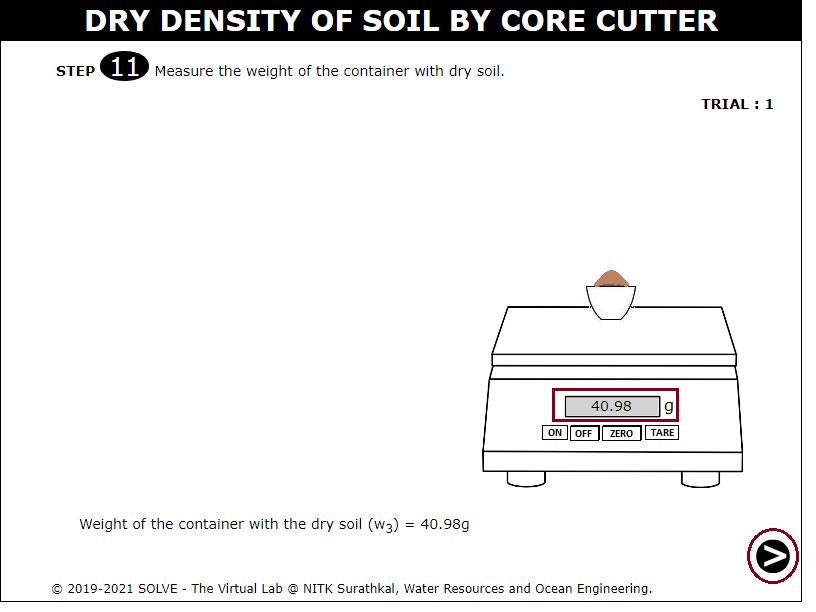 DRY DENSITY OF SOIL BY CORE CUTTER
STEP 11 Measure the weight of the container with dry soil.
TRIAL : 1
40.98 g
ON OFF ZERO TARE
Weight of the container with the dry soil (w3) = 40.98g
>
© 2019-2021 SOLVE - The Virtual Lab @ NITK Surathkal, Water Resources and Ocean Engineering.